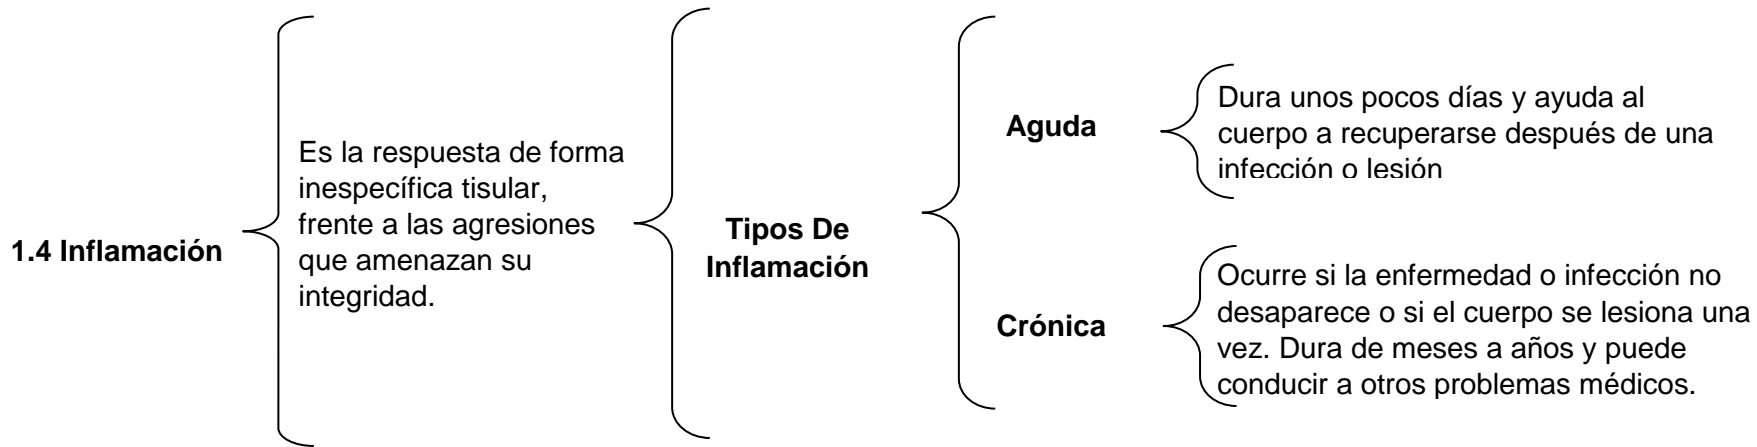 1.4 Inflamación
Es la respuesta de forma
inespecífica tisular,
frente a las agresiones
que amenazan su
integridad.
Tipos De
Inflamación
Aguda
Dura unos pocos días y ayuda al
cuerpo a recuperarse después de una
infección o lesión
Crónica
Ocurre si la enfermedad o infección no
desaparece o si el cuerpo se lesiona una
vez. Dura de meses a años y puede
conducir a otros problemas médicos.